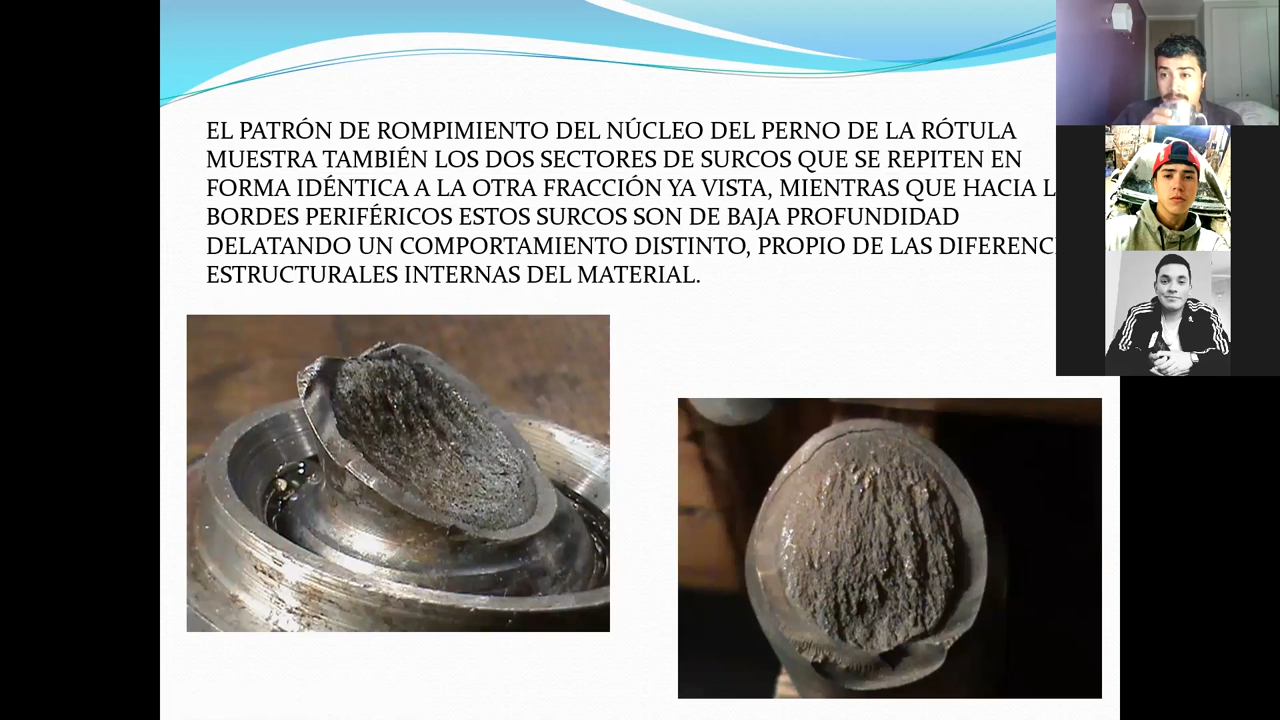 EL PATRÓN DE ROMPIMIENTO DEL NÚCLEO DEL PERNO DE LA RÓTULA
MUESTRA TAMBIÉN LOS DOS SECTORES DE SURCOS QUE SE REPITEN EN
FORMA IDÉNTICA A LA OTRA FRACCIÓN YA VISTA, MIENTRAS QUE HACIA
BORDES PERIFÉRICOS ESTOS SURCOS SON DE BAJA PROFUNDIDAD
DELATANDO UN COMPORTAMIENTO DISTINTO, PROPIO DE LAS
ESTRUCTURALES INTERNAS DEL MATERIAL.